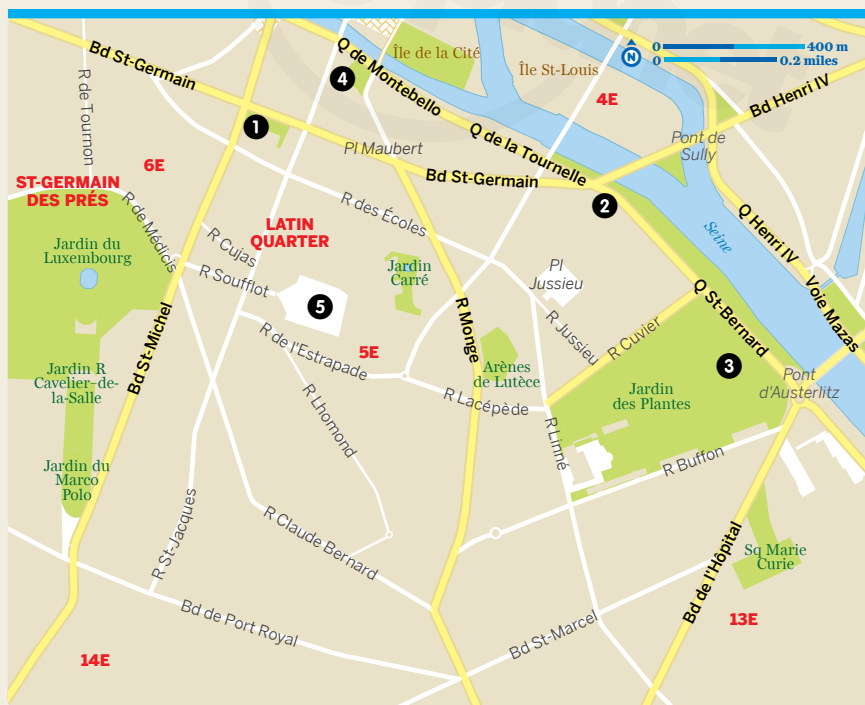 Bd St-Germain
Q de Montebello
Île de la Cité
Île St-Louis
N
0
400 m
0
0.2 miles
R de Tournon
4
4E
Bd Henri IV
1
Pl Maubert
Q de la Tournelle
Pont de
Sully
6E
Bd St-Germain
ST-GERMAIN
DES PRÉS
R de Médicis
R des Écoles
2
LATIN
QUARTER
R Cujas
Seine
Q Henri IV
Jardin du
Luxembourg
R Soufflot
Jardin
Carré
Pl
Jussieu
5
R Monge
R Jussieu
R Cuvier
Q St-Bernard
Voie Mazas
Bd St-Michel
R de l'Estrapade
5E
Arènes
de Lutèce
3
Jardin R
Cavelier-de-
la-Salle
R Lacépède
Jardin
des Plantes
Pont
d'Austerlitz
R Lhomond
R Linné
R Buffon
Jardin du
Marco
Polo
R St-Jacques
R Claude Bernard
Bd de l'Hôpital
Sq Marie
Curie
Bd de Port Royal
Bd St-Marcel
13E
14E